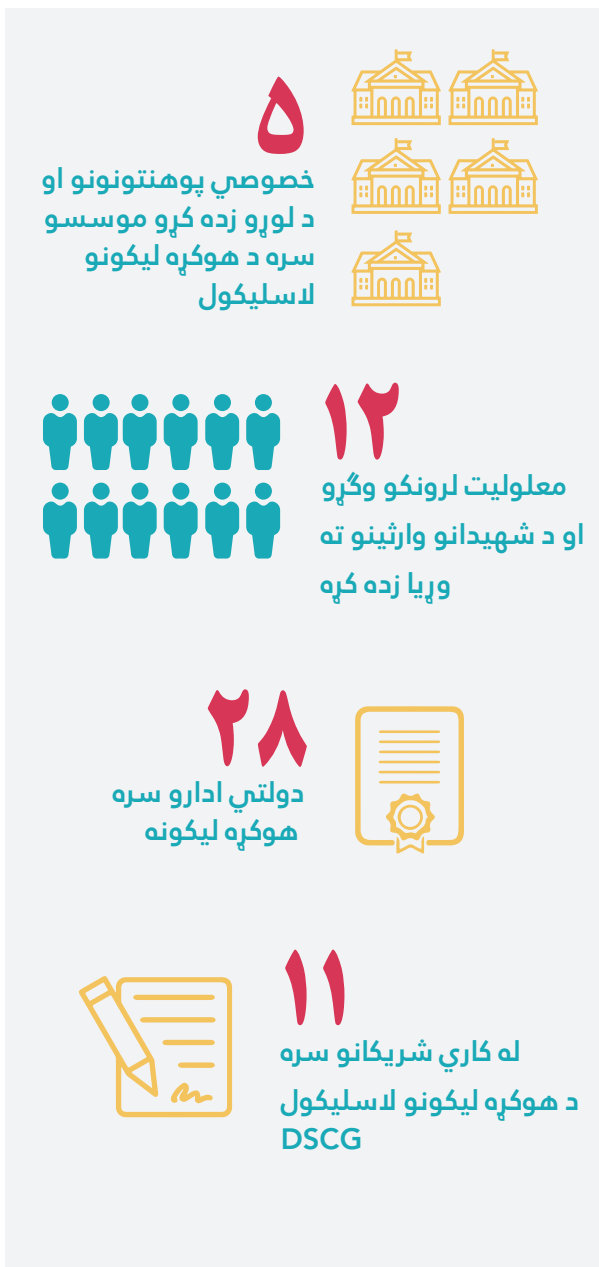 ۵
خصوصي پوهنتونونو او
د لوړو زده کړو موسسو
سره د هوکړه لیکونو
لاسلیکول
۱۲
معلولیت لرونکو وګړو
او د شهیدانو وارثینو ته
وړیا زده کړه
۲۸
دولتي ادارو سره
هوکړه لیکونه
۱۱
له کاري شریکانو سره
د هوکړه لیکونو لاسلیکول
DSCG